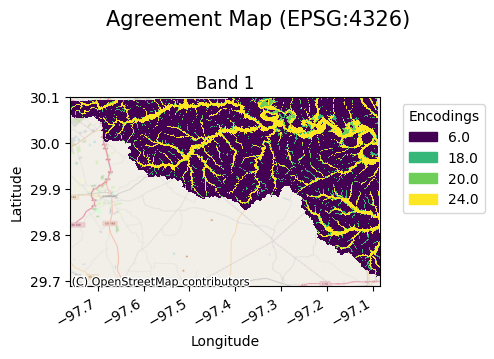 Agreement Map (EPSG:4326)
Band 1
Encodings
6.0
18.0
20.0
24.0
Latitude
30.1
30.0
29.9
29.8
29.7
(C) OpenStreetMap contributors
−97.7
−97.6
−97.5
−97.4
−97.3
−97.2
−97.1
Longitude